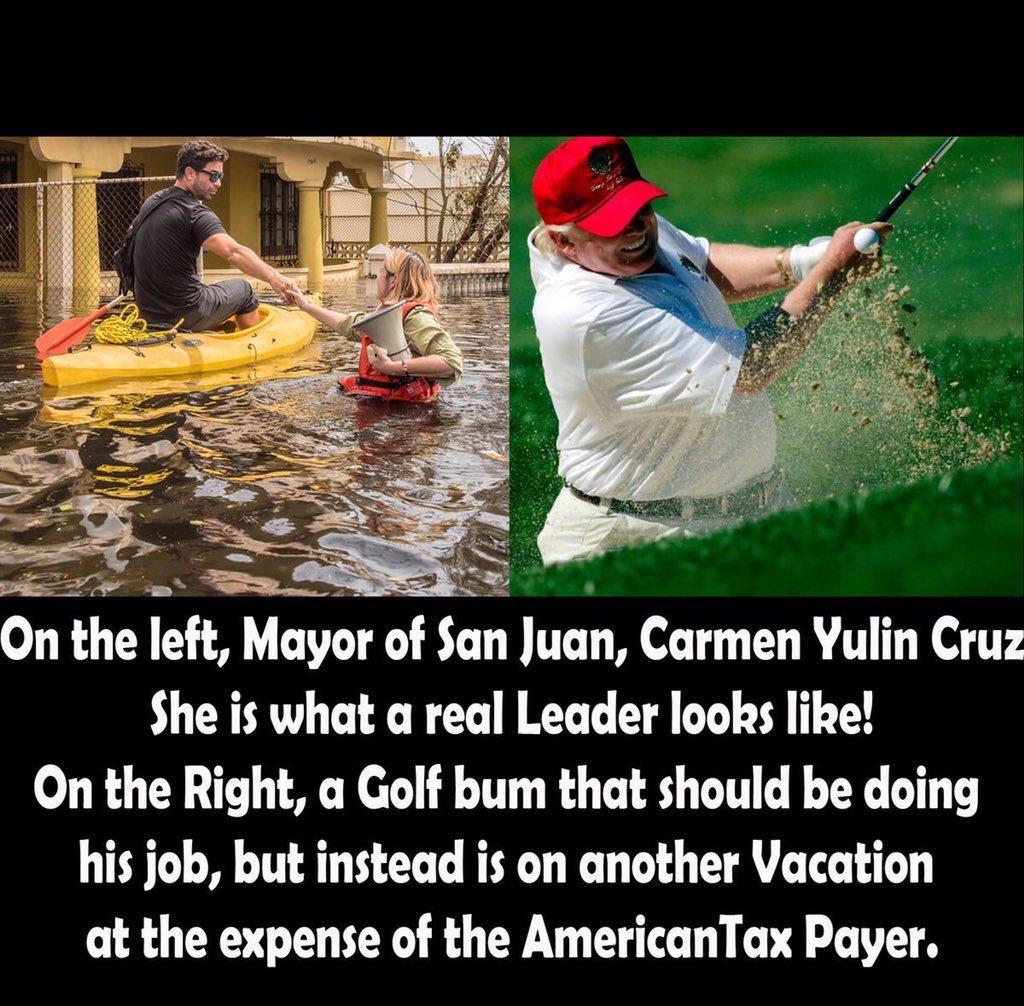 On the left, Mayor of San Juan, Carmen Yulin Cruz
She is what a real Leader looks like!
On the Right, a Golf bum that should be doing
his job, but instead is on another Vacation
at the expense of the AmericanTax Payer.